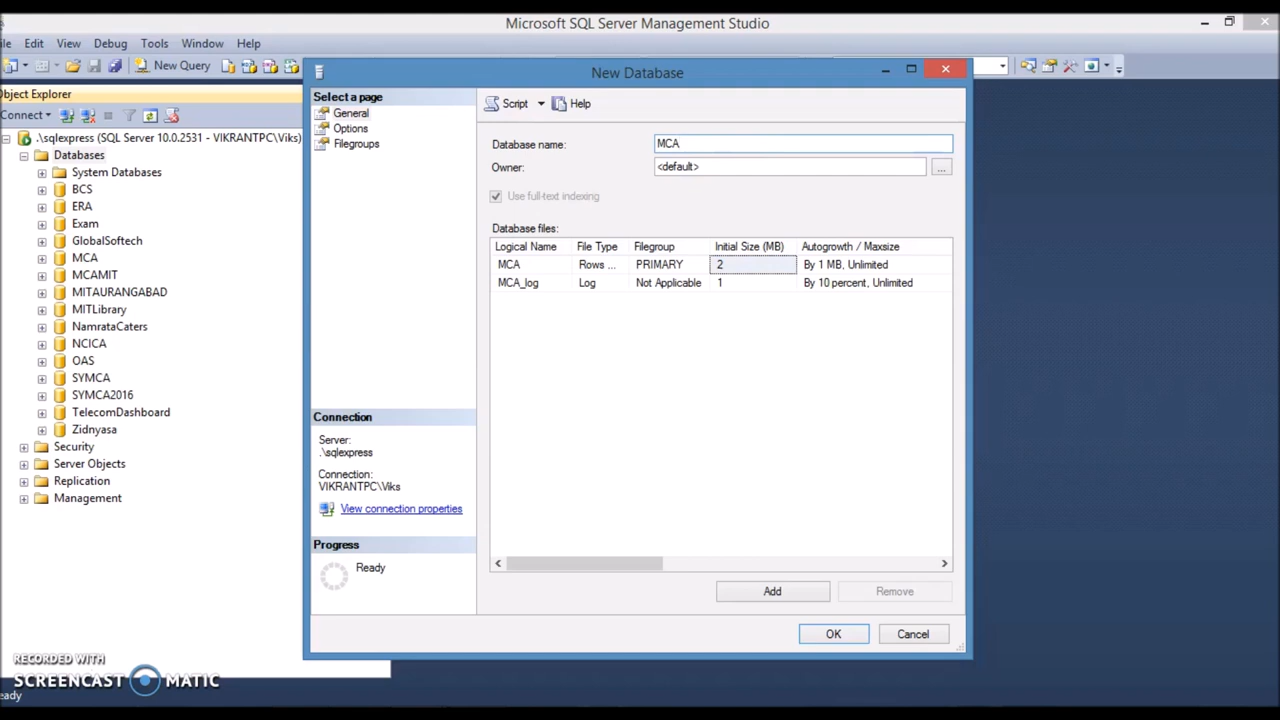 Microsoft SQL Server Management Studio
ile Edit View Debug Tools Window Help
New Query
bject Explorer
Connect
.\sqlexpress (SQL Server 10.0.2531 - VIKRANTPC\Viks)
Databases
System Databases
BCS
ERA
Exam
GlobalSoftech
MCA
MCAMIT
MITAURANGABAD
MITLibrary
NamrataCaters
NCICA
OAS
SYMCA
SYMCA2016
TelecomDashboard
Zidnyasa
Security
Server Objects
Replication
Management
New Database
Select a page
General
Options
Filegroups
Connection
Server:
.\sqlexpress
Connection:
VIKRANTPC\Viks
View connection properties
Progress
Ready
Script Help
Database name: MCA
Owner: <default> ...
Use full-text indexing
Database files:
Logical Name File Type Filegroup Initial Size (MB) Autogrowth / Maxsize
MCA Rows ... PRIMARY 2 By 1 MB, Unlimited
MCA_log Log Not Applicable 1 By 10 percent, Unlimited
Add Remove
OK Cancel
RECORDED WITH
SCREENCAST MATIC
eady